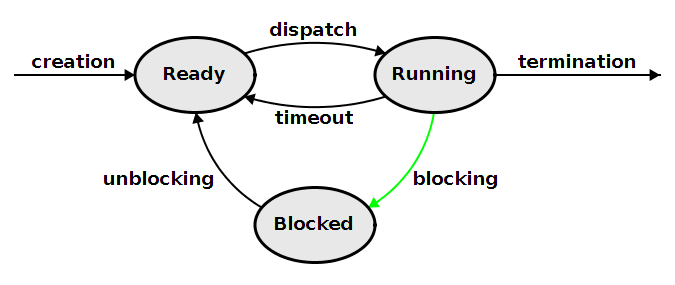 dispatch
creation
termination
Ready
Running
timeout
unblocking
blocking
Blocked